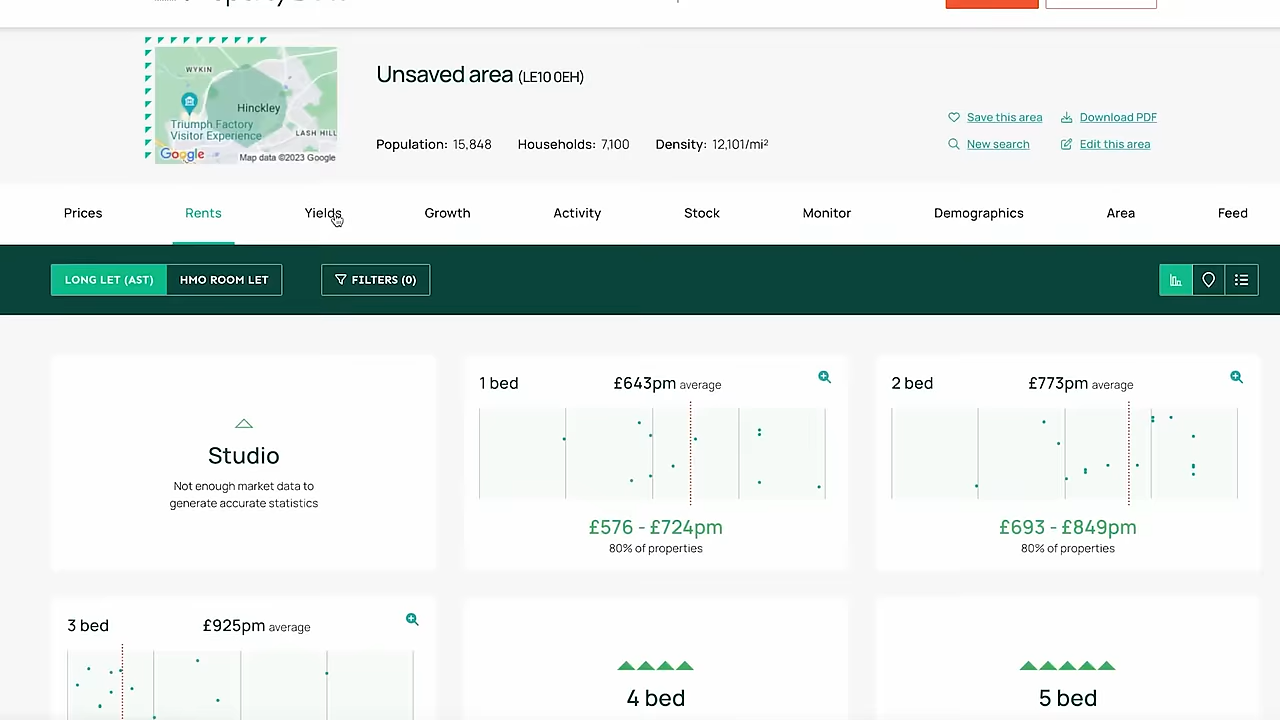 WYKIN
Hinckley
Triumph Factory
Visitor Experience
LASH HILL
Google
Map data ©2023 Google
Unsaved area (LE10 0EH)
Population: 15,848 Households: 7,100 Density: 12,101/mi²
Save this area Download PDF
New search Edit this area
Prices Rents Yields Growth Activity Stock Monitor Demographics Area Feed
LONG LET (AST) HMO ROOM LET FILTERS (0)
Studio
Not enough market data to
generate accurate statistics
1 bed £643pm average
£576 - £724pm
80% of properties
2 bed £773pm average
£693 - £849pm
80% of properties
3 bed £925pm average
4 bed
5 bed